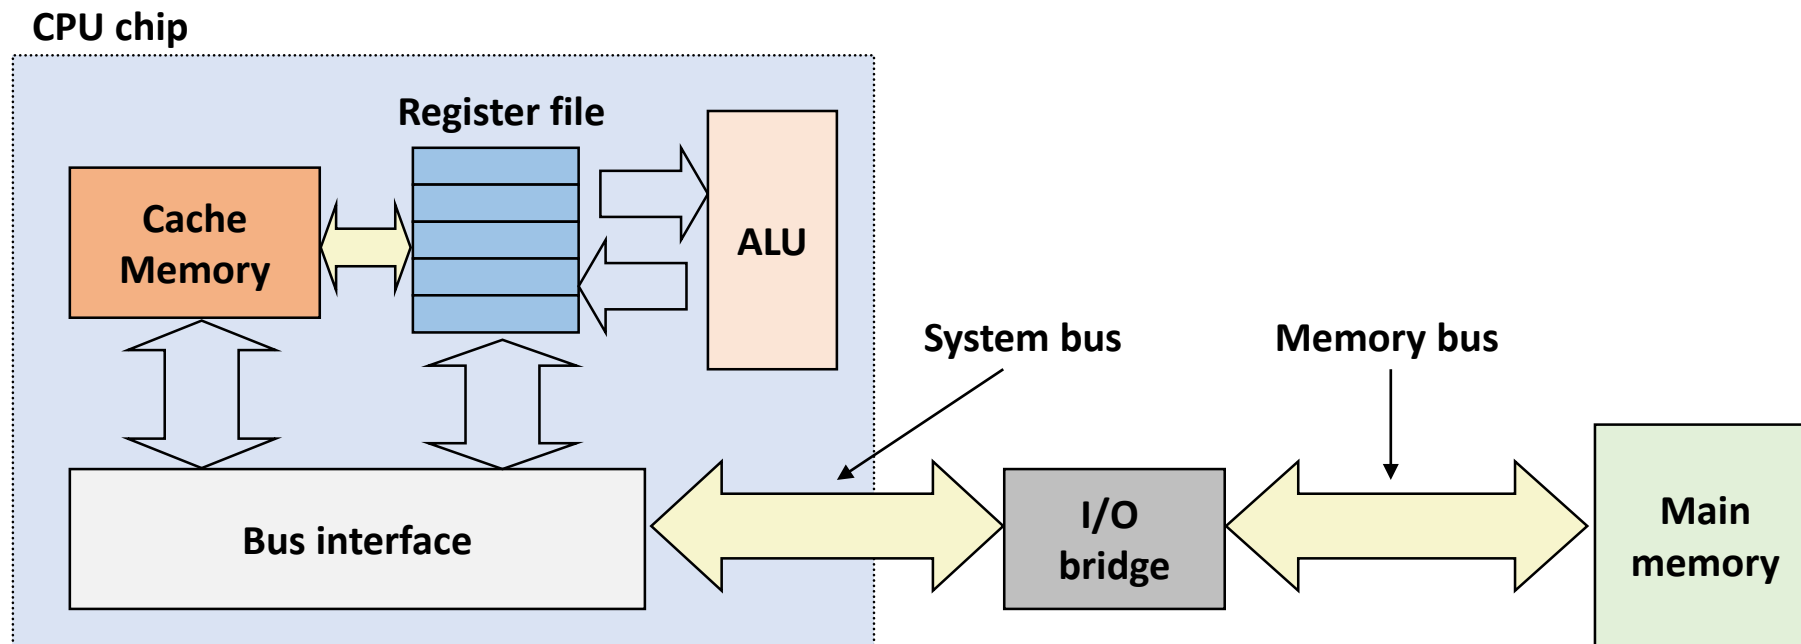 CPU chip
Register file
Cache
Memory
ALU
System bus
Memory bus
Bus interface
I/O
bridge
Main
memory